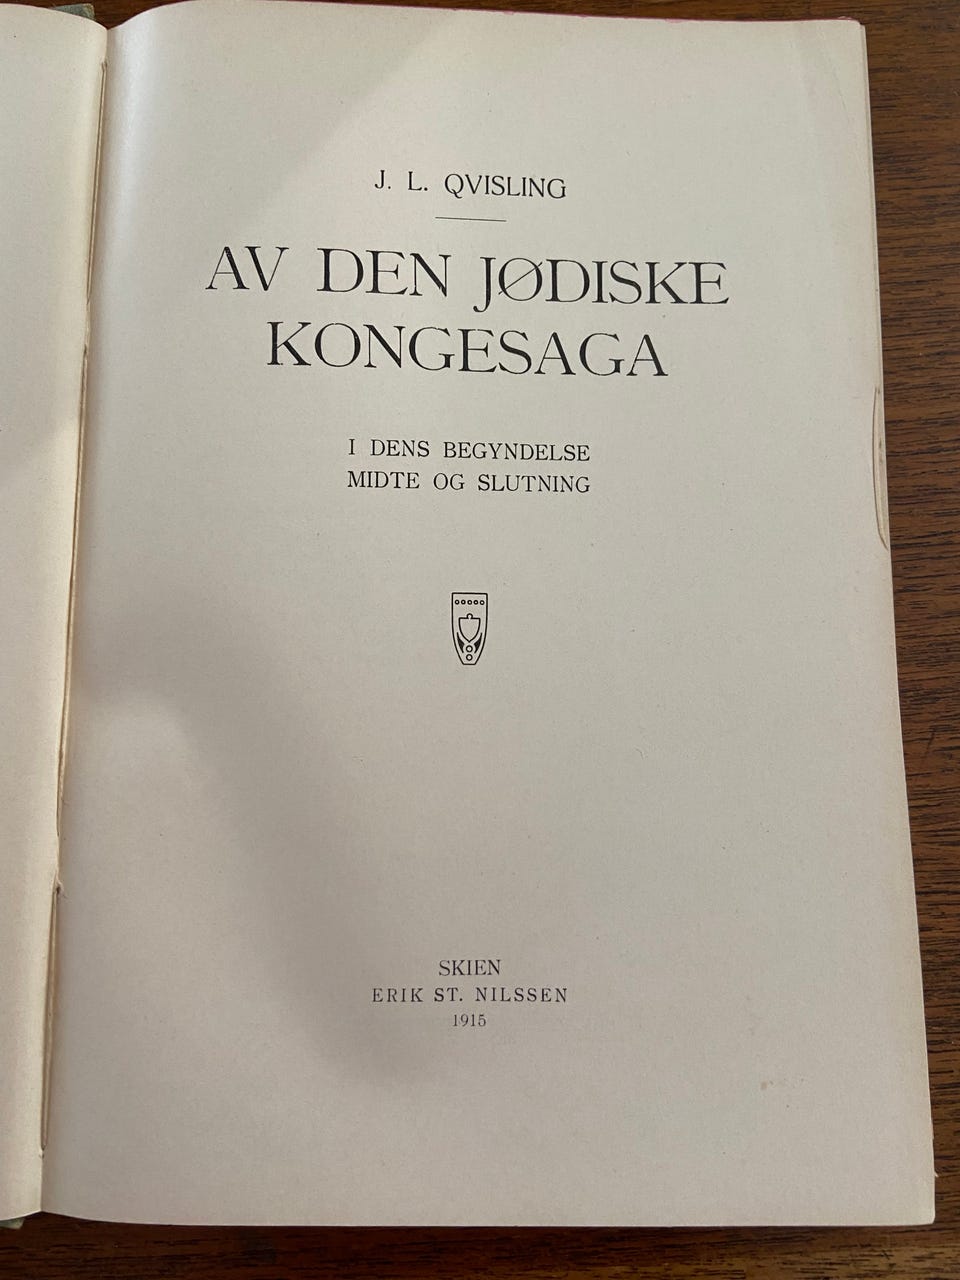 J. L. QVISLING
AV DEN JØDISKE
KONGESAGA
I DENS BEGYNDELSE
MIDTE OG SLUTNING
SKIEN
ERIK ST. NILSSEN
1915